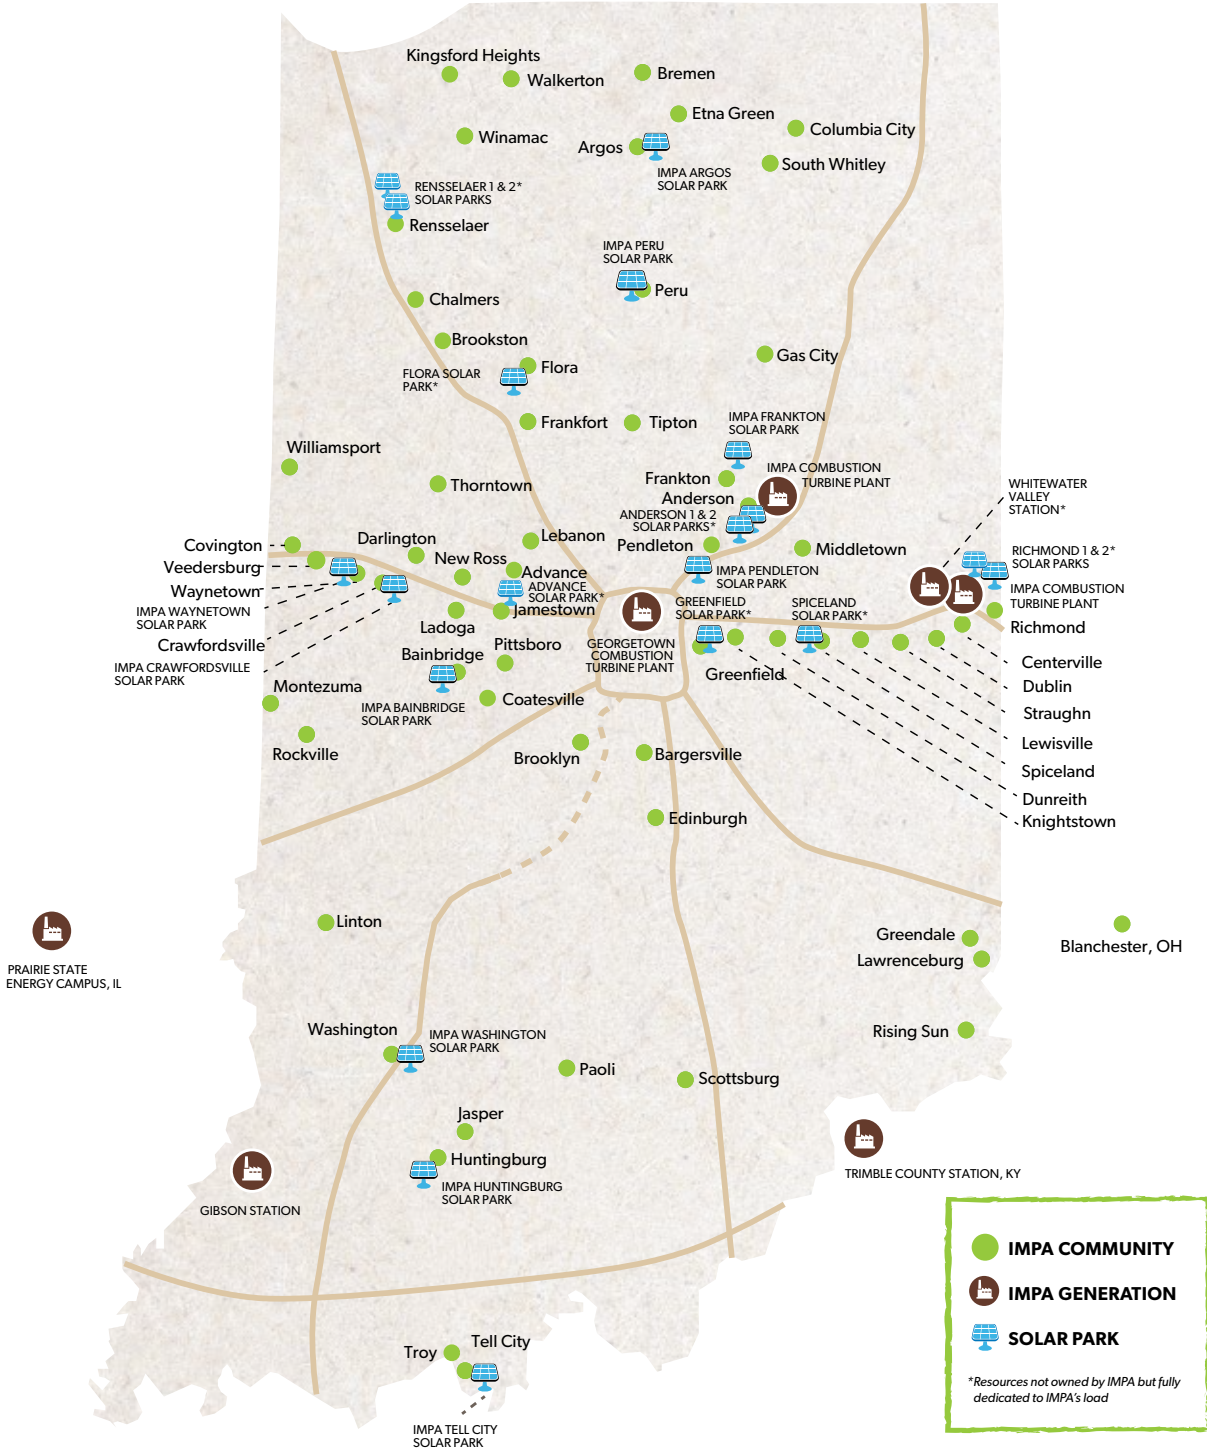 Kingsford Heights
Walkerton
Bremen
Etna Green
Columbia City
Winamac
Argos
South Whitley
IMPA ARGOS
SOLAR PARK
RENSSELAER 1 & 2*
SOLAR PARKS
Rensselaer
IMPA PERU
SOLAR PARK
Peru
Chalmers
Brookston
Gas City
FLORA SOLAR
PARK*
Flora
Frankfort
Tipton
IMPA FRANKTON
SOLAR PARK
Williamsport
Thorntown
Frankton
IMPA COMBUSTION
TURBINE PLANT
Anderson
ANDERSON 1 & 2
SOLAR PARKS*
WHITEWATER
VALLEY
STATION*
Covington
Darlington
Lebanon
Pendleton
Middletown
RICHMOND 1 & 2*
SOLAR PARKS
Veedersburg
New Ross
Advance
ADVANCE
SOLAR PARK*
IMPA PENDLETON
SOLAR PARK
Waynetown
IMPA WAYNETOWN
SOLAR PARK
Jamestown
GREENFIELD
SOLAR PARK*
SPICELAND
SOLAR PARK*
IMPA COMBUSTION
TURBINE PLANT
Richmond
Crawfordsville
Ladoga
Pittsboro
GEORGETOWN
COMBUSTION
TURBINE PLANT
IMPA CRAWFORDSVILLE
SOLAR PARK
Bainbridge
Greenfield
Centerville
Dublin
Montezuma
Coatesville
IMPA BAINBRIDGE
SOLAR PARK
Straughn
Lewisville
Rockville
Brooklyn
Bargersville
Spiceland
Dunreith
Edinburgh
Knightstown
Linton
Greendale
Lawrenceburg
Blanchester, OH
PRAIRIE STATE
ENERGY CAMPUS, IL
Washington
IMPA WASHINGTON
SOLAR PARK
Rising Sun
Paoli
Scottsburg
Jasper
Huntingburg
IMPA HUNTINGBURG
SOLAR PARK
TRIMBLE COUNTY STATION, KY
GIBSON STATION
IMPA COMMUNITY
IMPA GENERATION
SOLAR PARK
*Resources not owned by IMPA but fully
dedicated to IMPA's load
Troy
Tell City
IMPA TELL CITY
SOLAR PARK